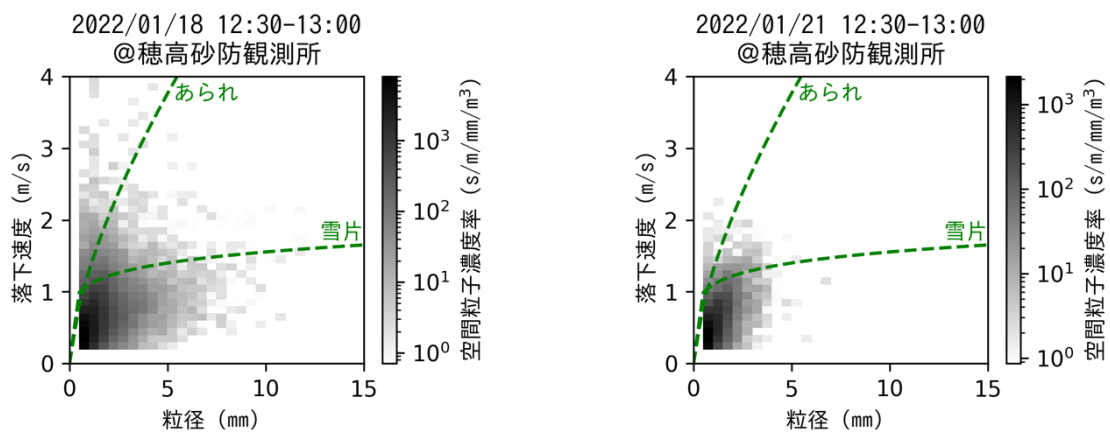 2022/01/18 12:30-13:00
@穂高砂防観測所
4
3
2
1
0
落下速度 (m/s)
0
5
10
15
粒径 (mm)
あられ
雪片
10³
10²
10¹
10⁰
空間粒子濃度率 (s/m/mm/m³)
2022/01/21 12:30-13:00
@穂高砂防観測所
4
3
2
1
0
落下速度 (m/s)
0
5
10
15
粒径 (mm)
あられ
雪片
10³
10²
10¹
10⁰
空間粒子濃度率 (s/m/mm/m³)